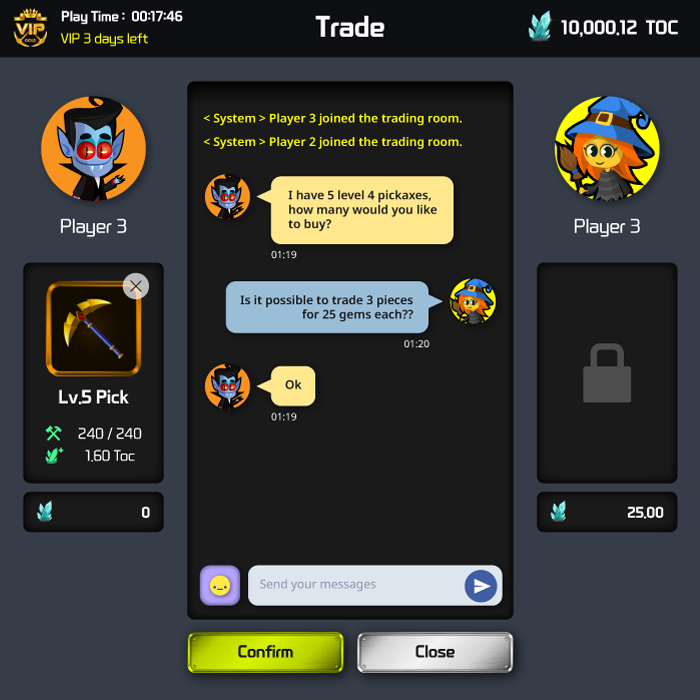 VIP
Play Time : 00:17:46
VIP 3 days left
Trade
10,000.12 TOC
< System > Player 3 joined the trading room.
< System > Player 2 joined the trading room.
Player 3
I have 5 level 4 pickaxes,
how many would you like
to buy?
01:19
Is it possible to trade 3 pieces
for 25 gems each??
01:20
Ok
01:19
Player 3
Lv.5 Pick
240 / 240
1.60 Toc
0
25.00
Send your messages
Confirm
Close